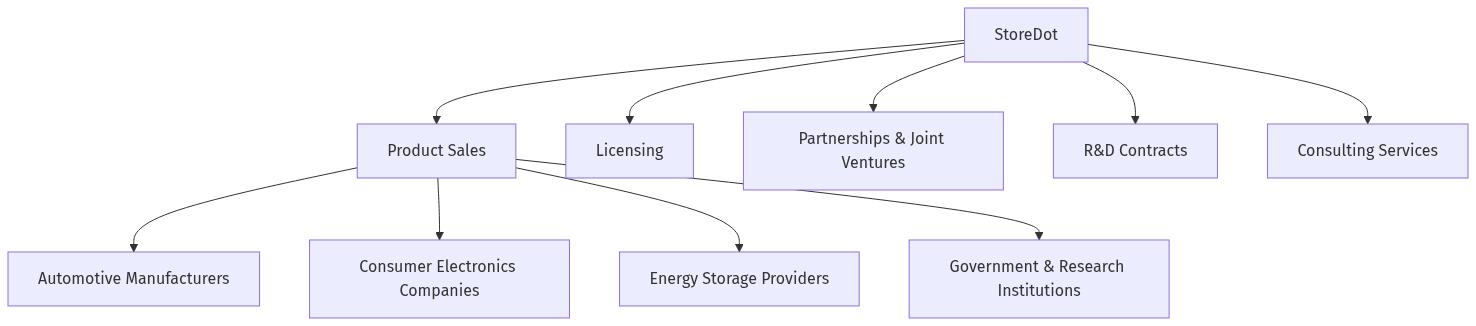 StoreDot
Product Sales
Licensing
Partnerships & Joint
Ventures
R&D Contracts
Consulting Services
Automotive Manufacturers
Consumer Electronics
Companies
Energy Storage Providers
Government & Research
Institutions